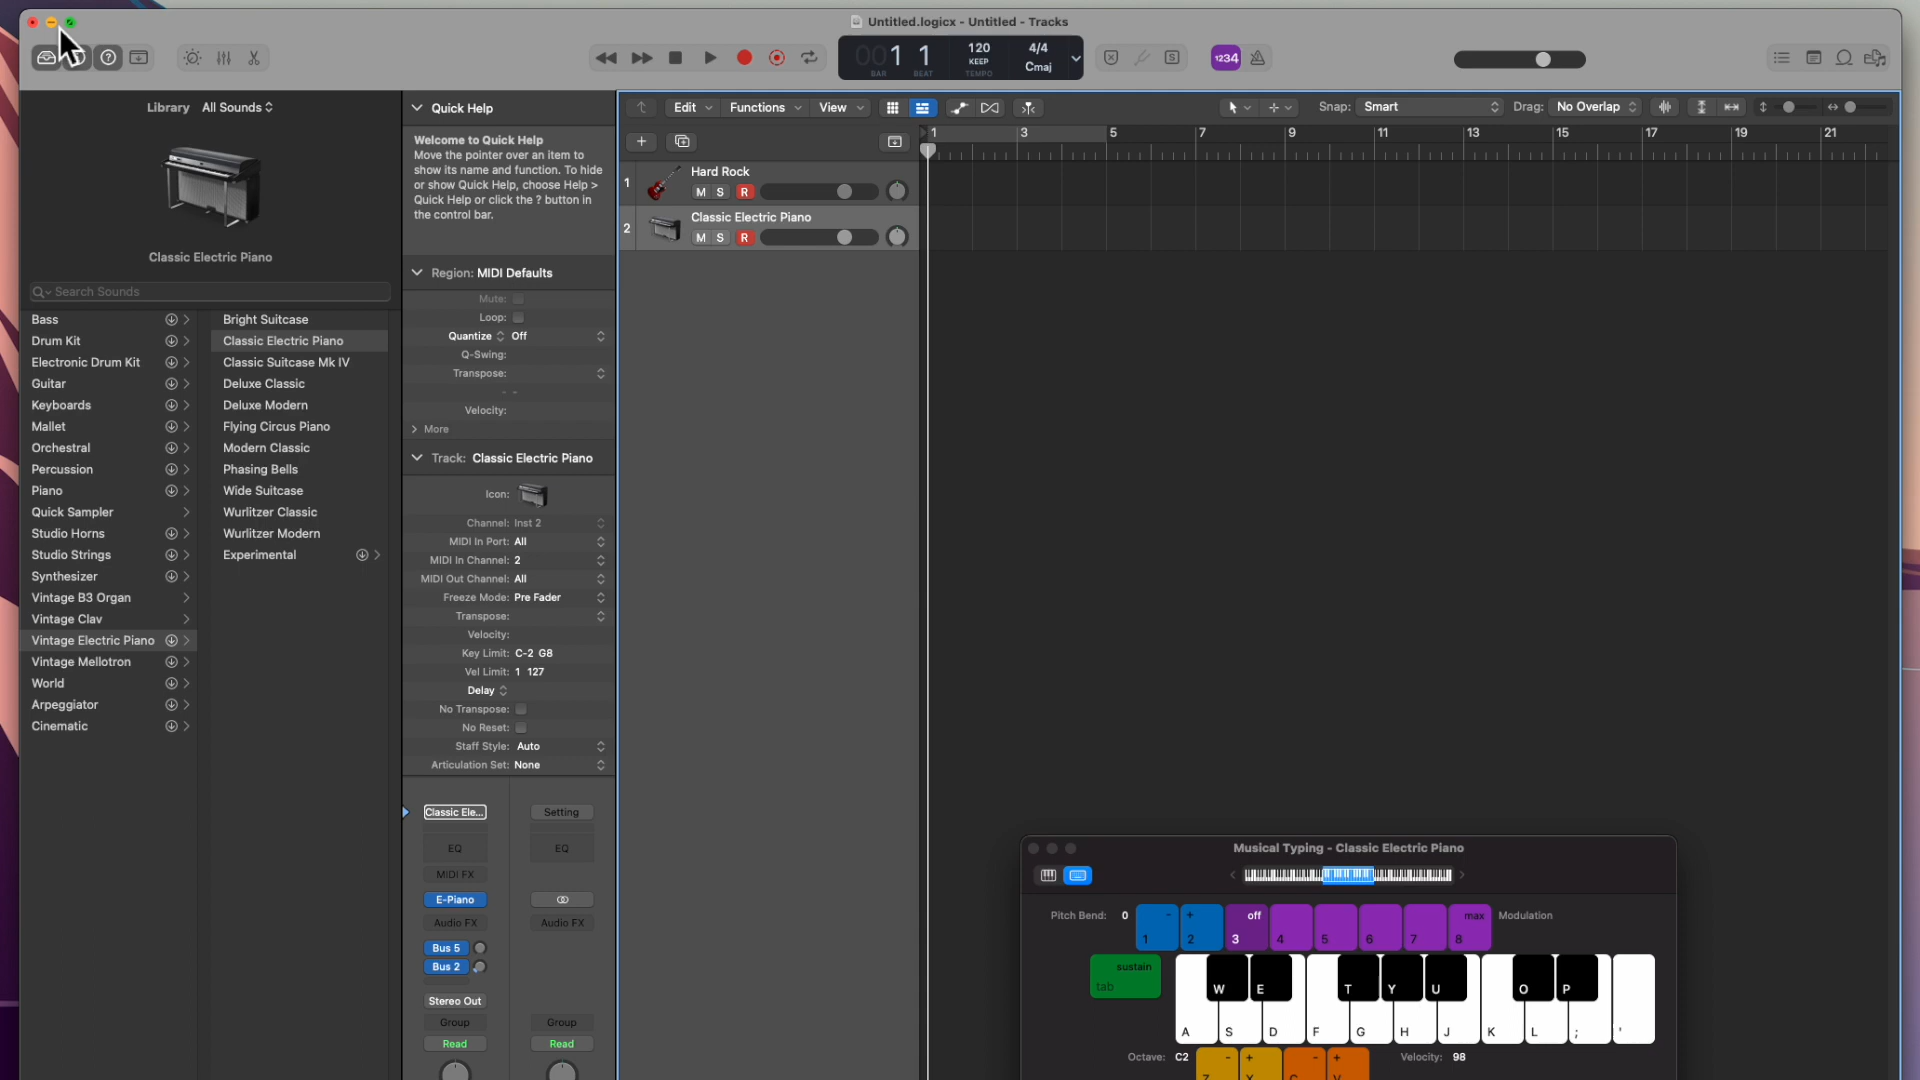 Untitled.logicx - Untitled - Tracks
001 1
BAR BEAT
120
KEEP
TEMPO
4/4
Cmaj
1234
Library All Sounds
Classic Electric Piano
Search Sounds
Bass
Drum Kit
Electronic Drum Kit
Guitar
Keyboards
Mallet
Orchestral
Percussion
Piano
Quick Sampler
Studio Horns
Studio Strings
Synthesizer
Vintage B3 Organ
Vintage Clav
Vintage Electric Piano
Vintage Mellotron
World
Arpeggiator
Cinematic
Bright Suitcase
Classic Electric Piano
Classic Suitcase Mk IV
Deluxe Classic
Deluxe Modern
Flying Circus Piano
Modern Classic
Phasing Bells
Wide Suitcase
Wurlitzer Classic
Wurlitzer Modern
Experimental
Quick Help
Welcome to Quick Help
Move the pointer over an item to
show its name and function. To hide
or show Quick Help, choose Help >
Quick Help or click the ? button in
the control bar.
Region: MIDI Defaults
Mute:
Loop:
Quantize Off
Q-Swing:
Transpose:
Velocity:
More
Track: Classic Electric Piano
Icon:
Channel: Inst 2
MIDI In Port: All
MIDI In Channel: 2
MIDI Out Channel: All
Freeze Mode: Pre Fader
Transpose:
Velocity:
Key Limit: C-2 G8
Vel Limit: 1 127
Delay
No Transpose:
No Reset:
Staff Style: Auto
Articulation Set: None
Classic Ele...
EQ
MIDI FX
E-Piano
Audio FX
Bus 5
Bus 2
Stereo Out
Group
Read
Setting
EQ
Audio FX
Group
Read
Edit Functions View
Snap: Smart Drag: No Overlap
1 3 5 7 9 11 13 15 17 19 21
1 Hard Rock
M S R
2 Classic Electric Piano
M S R
Musical Typing - Classic Electric Piano
Pitch Bend: 0 - + off max Modulation
1 2 3 4 5 6 7 8
sustain
tab
W E T Y U O P
A S D F G H J K L ; '
Octave: C2 - + - + Velocity: 98
Z X C V